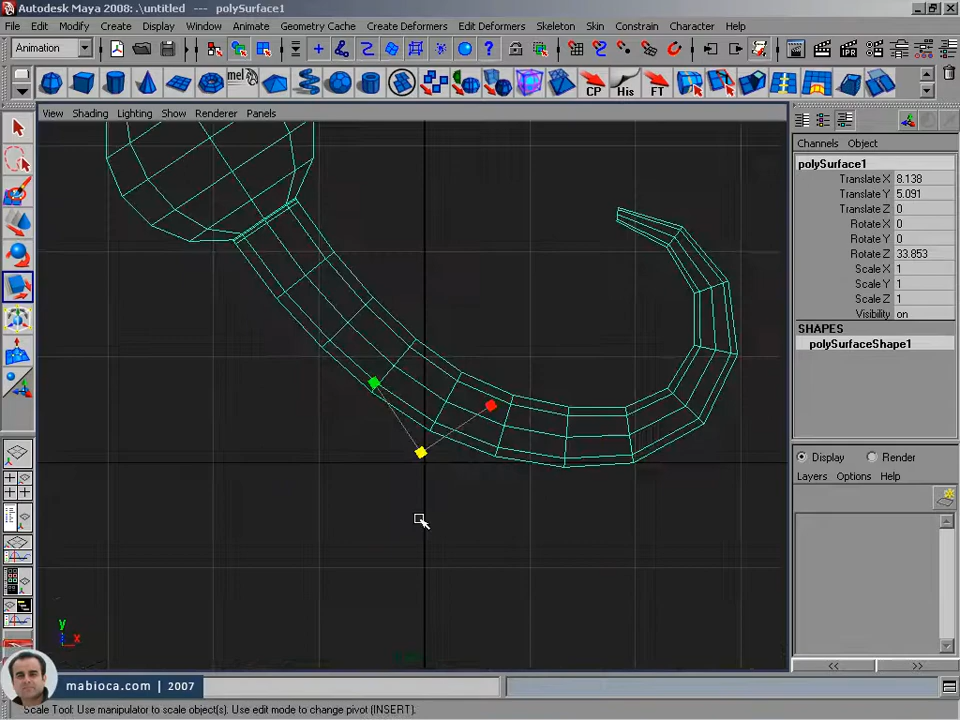 Autodesk Maya 2008: .\untitled - polySurface1
File Edit Modify Create Display Window Animate Geometry Cache Create Deformers Edit Deformers Skeleton Skin Constrain Character Help
Animation
IPR
mel
CP His FT
View Shading Lighting Show Renderer Panels
Channels Object
polySurface1
Translate X 8.138
Translate Y 5.091
Translate Z 0
Rotate X 0
Rotate Y 0
Rotate Z 33.853
Scale X 1
Scale Y 1
Scale Z 1
Visibility on
SHAPES
polySurfaceShape1
Display Render
Layers Options Help
<< >>
y
z x
mabioca.com | 2007
Scale Tool: Use manipulator to scale object(s). Use edit mode to change pivot (INSERT).